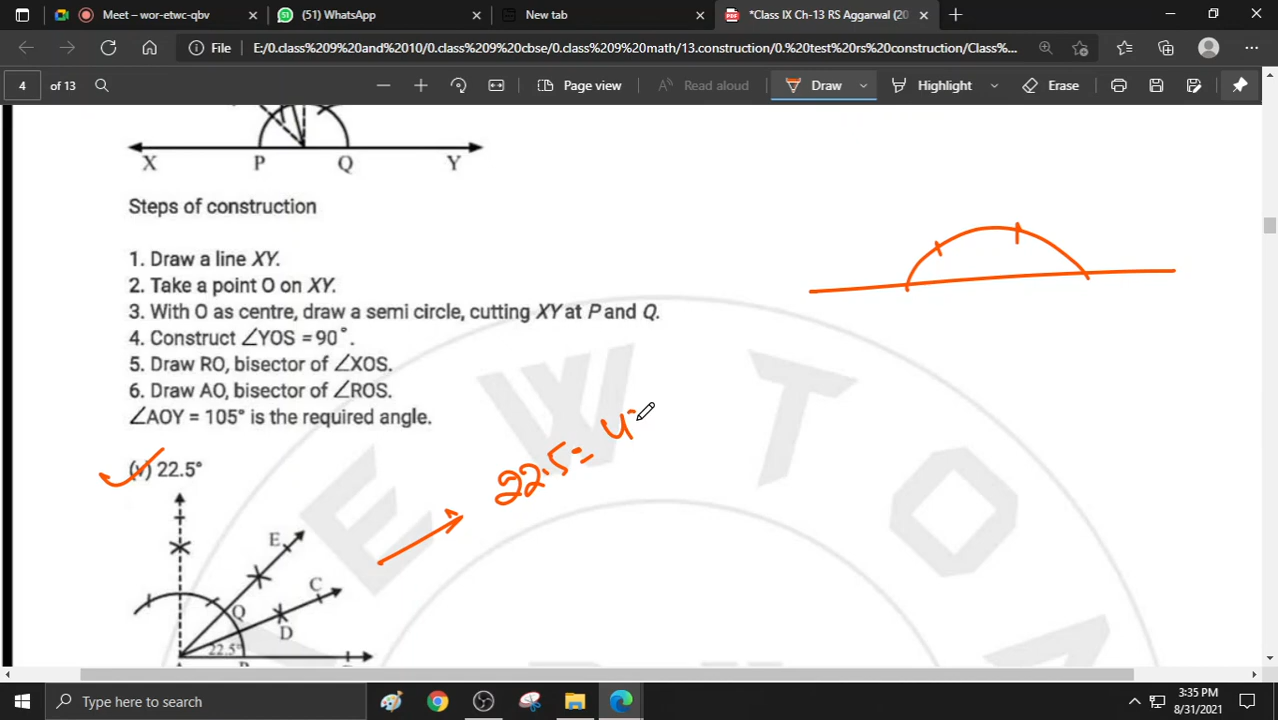 Meet – wor-etwc-qbv
(51) WhatsApp
New tab
*Class IX Ch-13 RS Aggarwal (20
File
E:/0.class%209%20and%2010/0.class%209%20cbse/0.class%209%20math/13.construction/0.%20test%20rs%20construction/Class%...
4 of 13
Page view
Read aloud
Draw
Highlight
Erase
X P Q Y
Steps of construction
1. Draw a line XY.
2. Take a point O on XY.
3. With O as centre, draw a semi circle, cutting XY at P and Q.
4. Construct ∠YOS = 90°.
5. Draw RO, bisector of ∠XOS.
6. Draw AO, bisector of ∠ROS.
∠AOY = 105° is the required angle.
(v) 22.5°
22.5 = 4
E
C
Q
D
22.5°
NEWTON
Type here to search
3:35 PM
8/31/2021